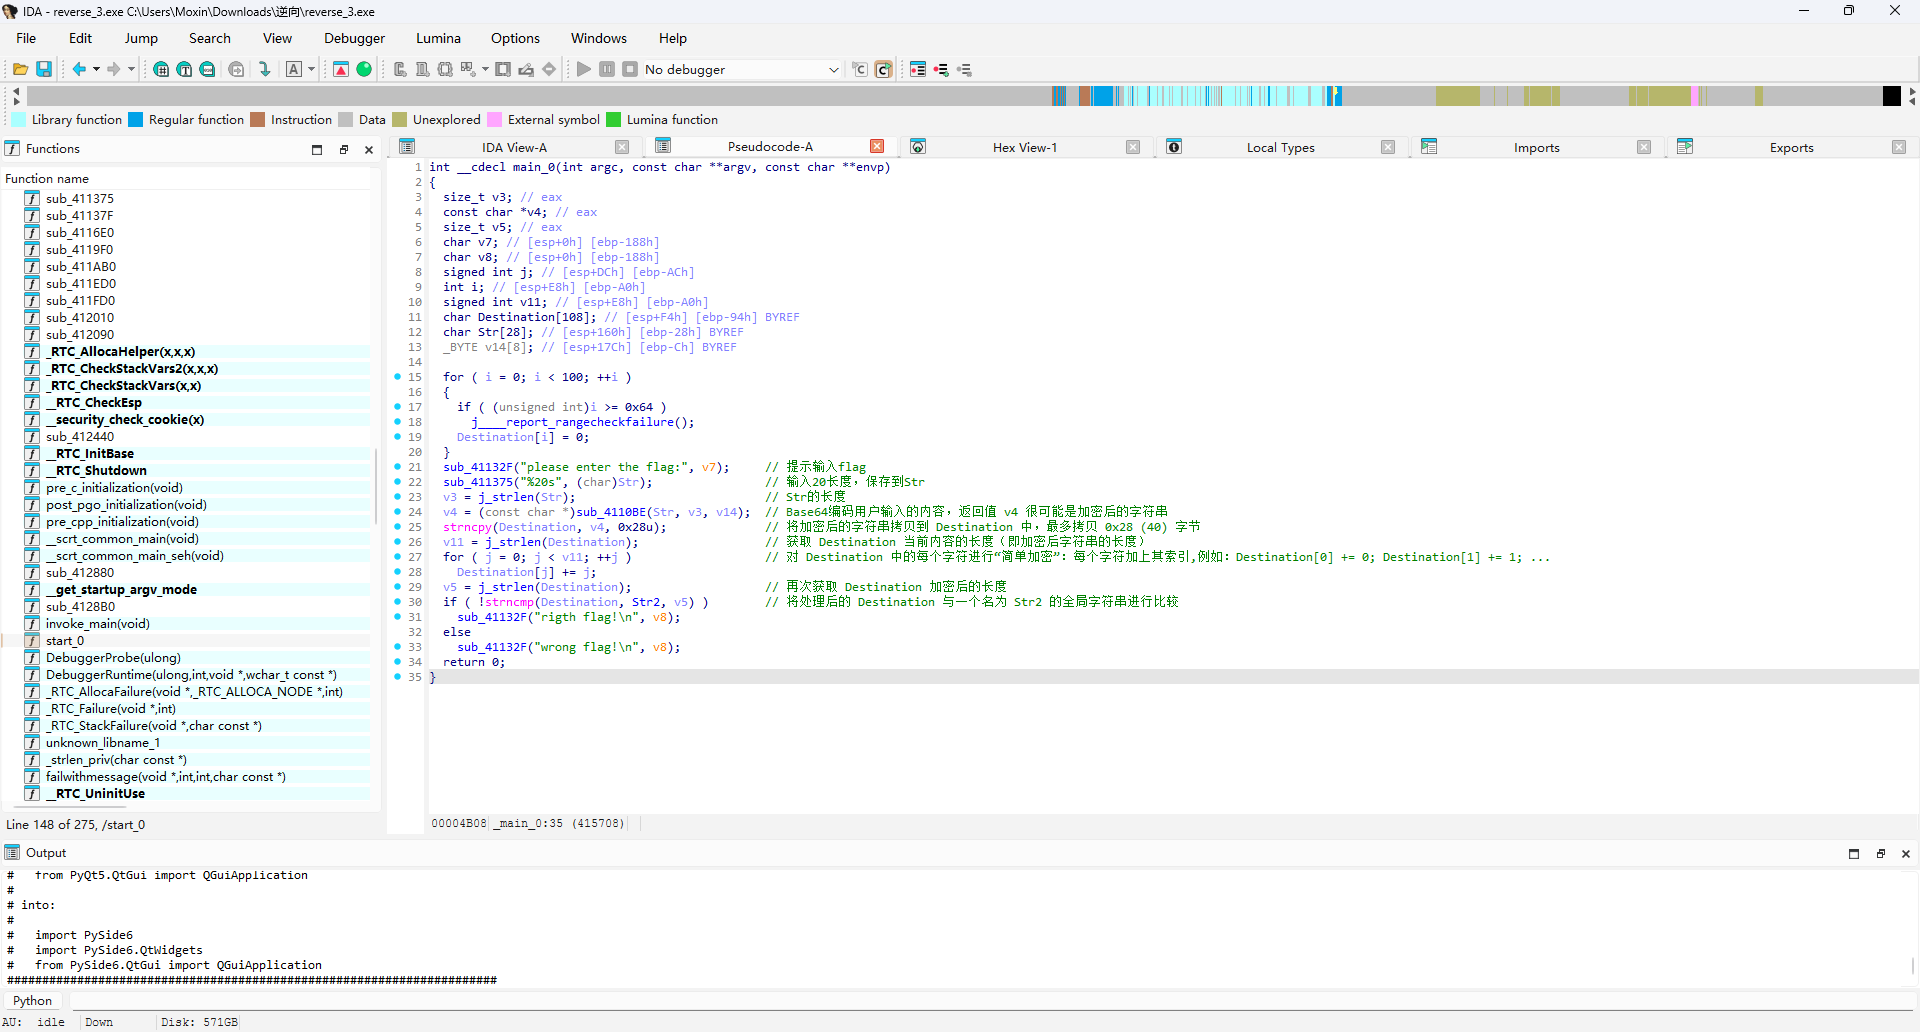 IDA - reverse_3.exe C:\Users\Moxin\Downloads\逆向\reverse_3.exe
File Edit Jump Search View Debugger Lumina Options Windows Help
No debugger
Library function Regular function Instruction Data Unexplored External symbol Lumina function
Functions
IDA View-A Pseudocode-A Hex View-1 Local Types Imports Exports
Function name
sub_411375
sub_41137F
sub_4116E0
sub_4119F0
sub_411AB0
sub_411ED0
sub_411FD0
sub_412010
sub_412090
_RTC_AllocaHelper(x,x,x)
_RTC_CheckStackVars2(x,x,x)
_RTC_CheckStackVars(x,x)
__RTC_CheckEsp
__security_check_cookie(x)
sub_412440
__RTC_InitBase
__RTC_Shutdown
pre_c_initialization(void)
post_pgo_initialization(void)
pre_cpp_initialization(void)
__scrt_common_main(void)
__scrt_common_main_seh(void)
sub_412880
__get_startup_argv_mode
sub_4128B0
invoke_main(void)
start_0
DebuggerProbe(ulong)
DebuggerRuntime(ulong,int,void *,wchar_t const *)
_RTC_AllocaFailure(void *,_RTC_ALLOCA_NODE *,int)
_RTC_Failure(void *,int)
_RTC_StackFailure(void *,char const *)
unknown_libname_1
_strlen_priv(char const *)
failwithmessage(void *,int,int,char const *)
__RTC_UninitUse
Line 148 of 275, /start_0
1 int __cdecl main_0(int argc, const char **argv, const char **envp)
2 {
3 size_t v3; // eax
4 const char *v4; // eax
5 size_t v5; // eax
6 char v7; // [esp+0h] [ebp-188h]
7 char v8; // [esp+0h] [ebp-188h]
8 signed int j; // [esp+DCh] [ebp-ACh]
9 int i; // [esp+E8h] [ebp-A0h]
10 signed int v11; // [esp+E8h] [ebp-A0h]
11 char Destination[108]; // [esp+F4h] [ebp-94h] BYREF
12 char Str[28]; // [esp+160h] [ebp-28h] BYREF
13 _BYTE v14[8]; // [esp+17Ch] [ebp-Ch] BYREF
14
15 for ( i = 0; i < 100; ++i )
16 {
17 if ( (unsigned int)i >= 0x64 )
18 j____report_rangecheckfailure();
19 Destination[i] = 0;
20 }
21 sub_41132F("please enter the flag:", v7); // 提示输入flag
22 sub_411375("%20s", (char)Str); // 输入20长度，保存到Str
23 v3 = j_strlen(Str); // Str的长度
24 v4 = (const char *)sub_4110BE(Str, v3, v14); // Base64编码用户输入的内容，返回值 v4 很可能是加密后的字符串
25 strncpy(Destination, v4, 0x28u); // 将加密后的字符串拷贝到 Destination 中，最多拷贝 0x28 (40) 字节
26 v11 = j_strlen(Destination); // 获取 Destination 当前内容的长度（即加密后字符串的长度）
27 for ( j = 0; j < v11; ++j ) // 对 Destination 中的每个字符进行“简单加密”：每个字符加上其索引,例如：Destination[0] += 0; Destination[1] += 1; ...
28 Destination[j] += j;
29 v5 = j_strlen(Destination); // 再次获取 Destination 加密后的长度
30 if ( !strncmp(Destination, Str2, v5) ) // 将处理后的 Destination 与一个名为 Str2 的全局字符串进行比较
31 sub_41132F("rigth flag!\n", v8);
32 else
33 sub_41132F("wrong flag!\n", v8);
34 return 0;
35 }
00004B08 _main_0:35 (415708)
Output
# from PyQt5.QtGui import QGuiApplication
#
# into:
#
# import PySide6
# import PySide6.QtWidgets
# from PySide6.QtGui import QGuiApplication
######################################################################
Python
AU: idle Down Disk: 571GB